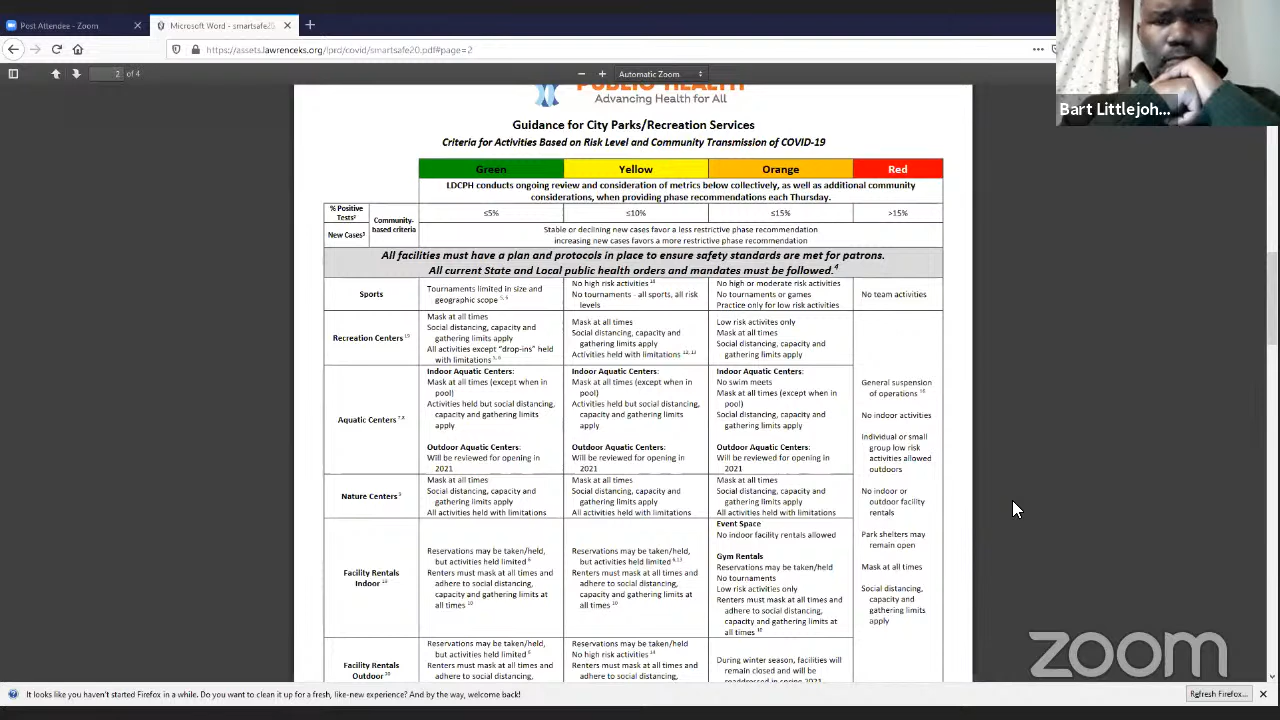 Post Attendee - Zoom
Microsoft Word - smartsafe20.
https://assets.lawrenceks.org/lprd/covid/smartsafe20.pdf#page=2
2 of 4
Automatic Zoom
Bart Littlejoh...
PUBLIC HEALTH
Advancing Health for All
Guidance for City Parks/Recreation Services
Criteria for Activities Based on Risk Level and Community Transmission of COVID-19
Green
Yellow
Orange
Red
LDCPH conducts ongoing review and consideration of metrics below collectively, as well as additional community
considerations, when providing phase recommendations each Thursday.
% Positive
Tests²
Community-
based criteria
≤5%
≤10%
≤15%
>15%
New Cases³
Stable or declining new cases favor a less restrictive phase recommendation
increasing new cases favors a more restrictive phase recommendation
All facilities must have a plan and protocols in place to ensure safety standards are met for patrons.
All current State and Local public health orders and mandates must be followed.⁴
Sports
Tournaments limited in size and
geographic scope ⁵˒ ⁶
No high risk activities
No tournaments - all sports, all risk
levels
No high or moderate risk activities
No tournaments or games
Practice only for low risk activities
No team activities
Recreation Centers
Mask at all times
Social distancing, capacity and
gathering limits apply
All activities except “drop-ins” held
with limitations ⁵˒ ⁶
Mask at all times
Social distancing, capacity and
gathering limits apply
Activities held with limitations
Low risk activites only
Mask at all times
Social distancing, capacity and
gathering limits apply
Aquatic Centers ⁷˒⁸
Indoor Aquatic Centers:
Mask at all times (except when in
pool)
Activities held but social distancing,
capacity and gathering limits
apply
Outdoor Aquatic Centers:
Will be reviewed for opening in
2021
Indoor Aquatic Centers:
Mask at all times (except when in
pool)
Activities held but social distancing,
capacity and gathering limits
apply
Outdoor Aquatic Centers:
Will be reviewed for opening in
2021
Indoor Aquatic Centers:
No swim meets
Mask at all times (except when in
pool)
Social distancing, capacity and
gathering limits apply
Outdoor Aquatic Centers:
Will be reviewed for opening in
2021
General suspension
of operations
No indoor activities
Individual or small
group low risk
activities allowed
outdoors
No indoor or
outdoor facility
rentals
Park shelters may
remain open
Mask at all times
Social distancing,
capacity and
gathering limits
apply
Nature Centers
Mask at all times
Social distancing, capacity and
gathering limits apply
All activities held with limitations
Mask at all times
Social distancing, capacity and
gathering limits apply
All activities held with limitations
Mask at all times
Social distancing, capacity and
gathering limits apply
All activities held with limitations
Facility Rentals
Indoor
Reservations may be taken/held,
but activities held limited
Renters must mask at all times and
adhere to social distancing,
capacity and gathering limits at
all times ¹⁰
Reservations may be taken/held,
but activities held limited
Renters must mask at all times and
adhere to social distancing,
capacity and gathering limits at
all times ¹⁰
Event Space
No indoor facility rentals allowed
Gym Rentals
Reservations may be taken/held
No tournaments
Low risk activities only
Renters must mask at all times and
adhere to social distancing,
capacity and gathering limits at
all times ¹⁰
Facility Rentals
Outdoor
Reservations may be taken/held,
but activities held limited
Renters must mask at all times and
adhere to social distancing,
Reservations may be taken/held
No high risk activities
Renters must mask at all times and
adhere to social distancing,
During winter season, facilities will
remain closed and will be
readdressed in spring 2021
zoom
It looks like you haven't started Firefox in a while. Do you want to clean it up for a fresh, like-new experience? And by the way, welcome back!
Refresh Firefox...